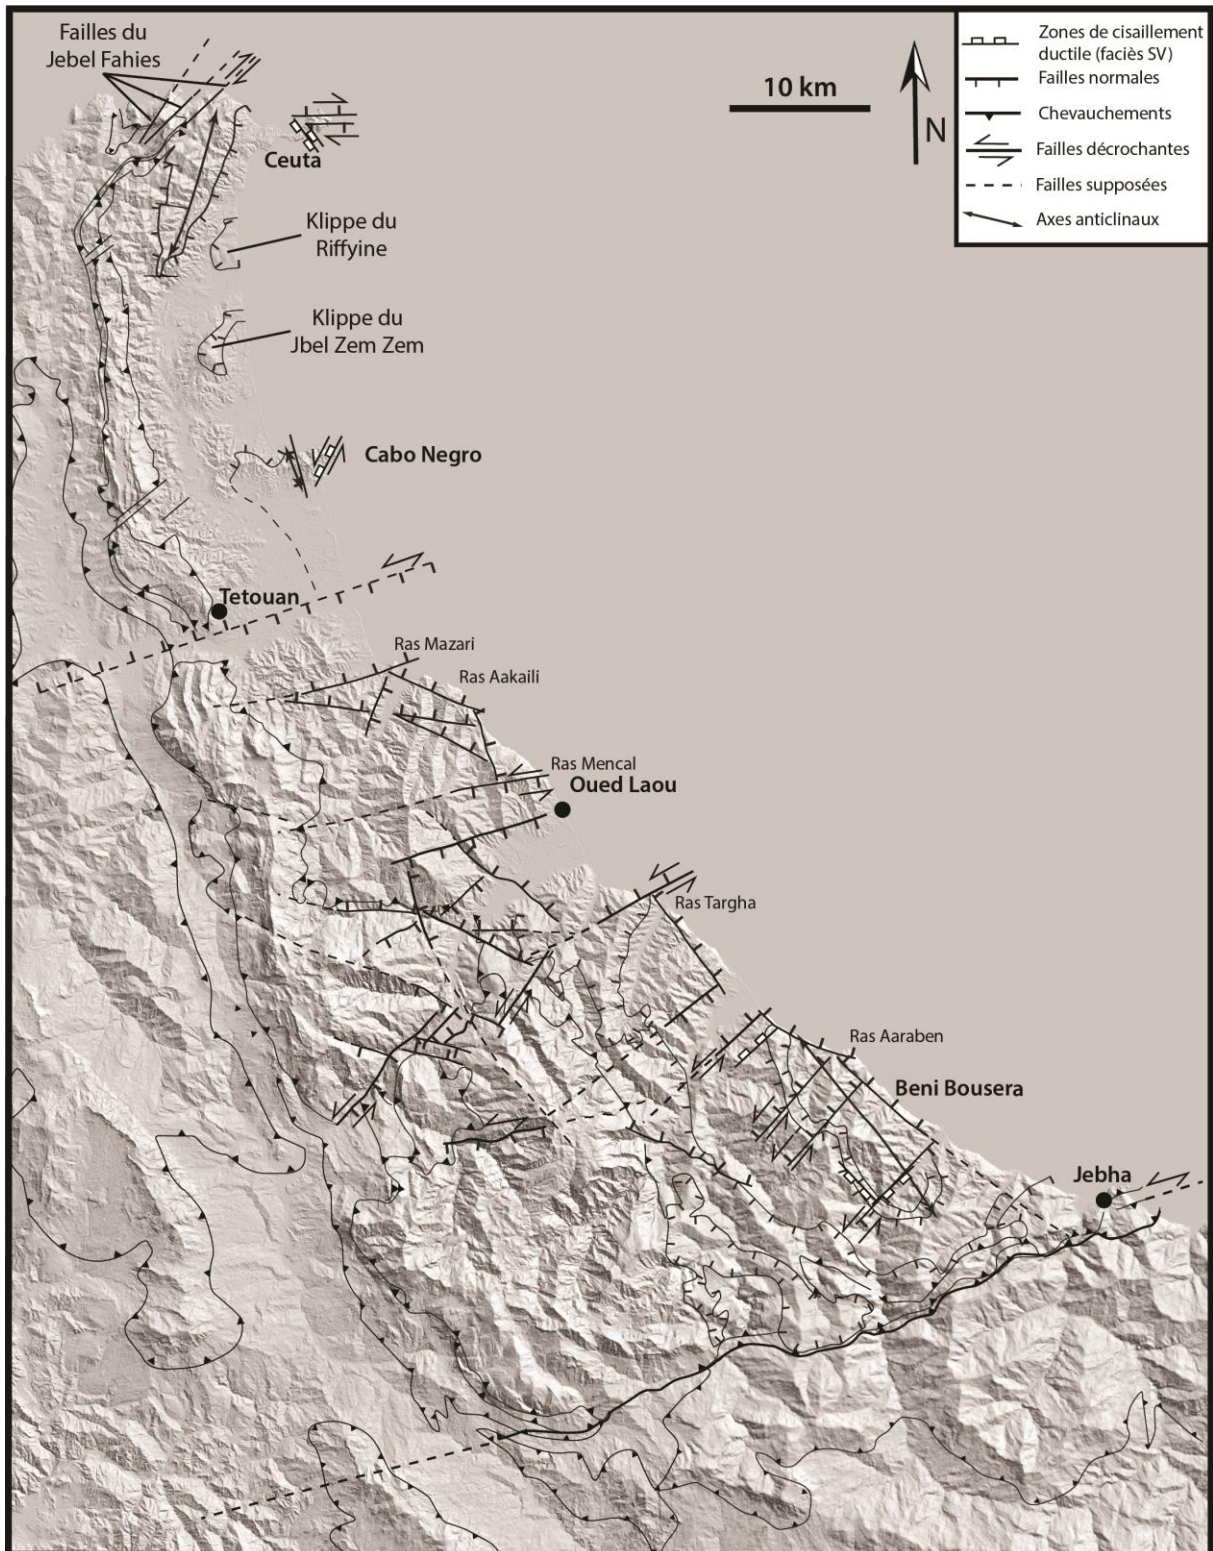 Failles du
Jebel Fahies
Ceuta
10 km
N
Zones de cisaillement
ductile (faciès SV)
Failles normales
Chevauchements
Failles décrochantes
Failles supposées
Axes anticlinaux
Klippe du
Riffyine
Klippe du
Jbel Zem Zem
Cabo Negro
Tetouan
Ras Mazari
Ras Aakaili
Ras Mencal
Oued Laou
Ras Targha
Ras Aaraben
Beni Bousera
Jebha